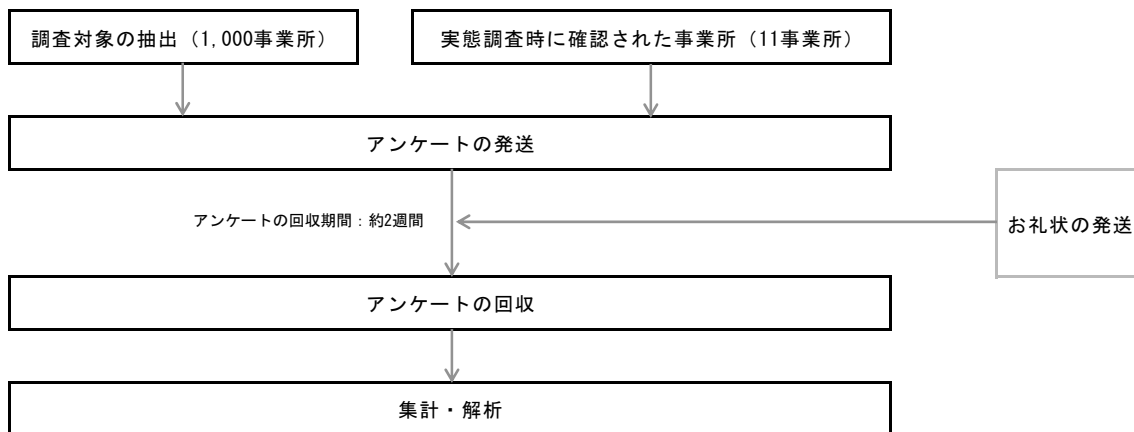 調査対象の抽出（1,000事業所）
実態調査時に確認された事業所（11事業所）
アンケートの発送
アンケートの回収期間：約2週間
お礼状の発送
アンケートの回収
集計・解析